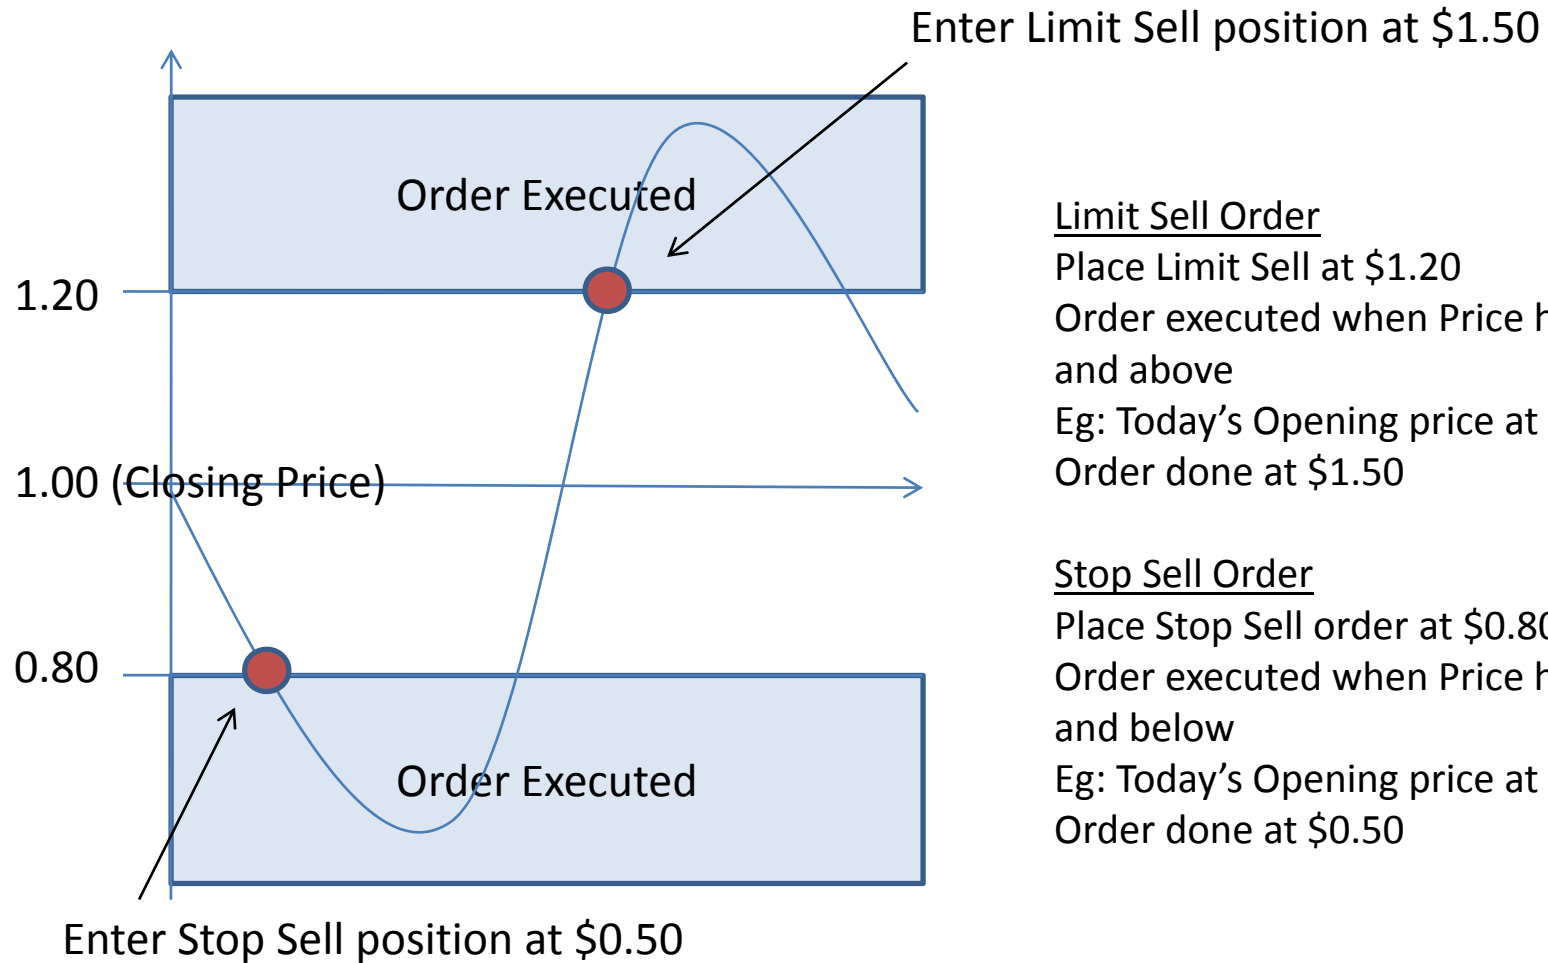 Enter Limit Sell position at $1.50
Order Executed
1.20
1.00 (Closing Price)
0.80
Order Executed
Enter Stop Sell position at $0.50
Limit Sell Order
Place Limit Sell at $1.20
Order executed when Price
and above
Eg: Today’s Opening price at
Order done at $1.50
Stop Sell Order
Place Stop Sell order at $0.80
Order executed when Price
and below
Eg: Today’s Opening price at
Order done at $0.50